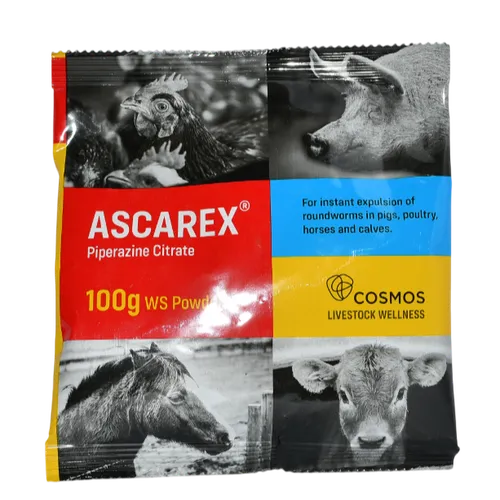 ASCAREX®
Piperazine Citrate
100g WS Powd
For instant expulsion of
roundworms in pigs, poultry,
horses and calves.
COSMOS
LIVESTOCK WELLNESS